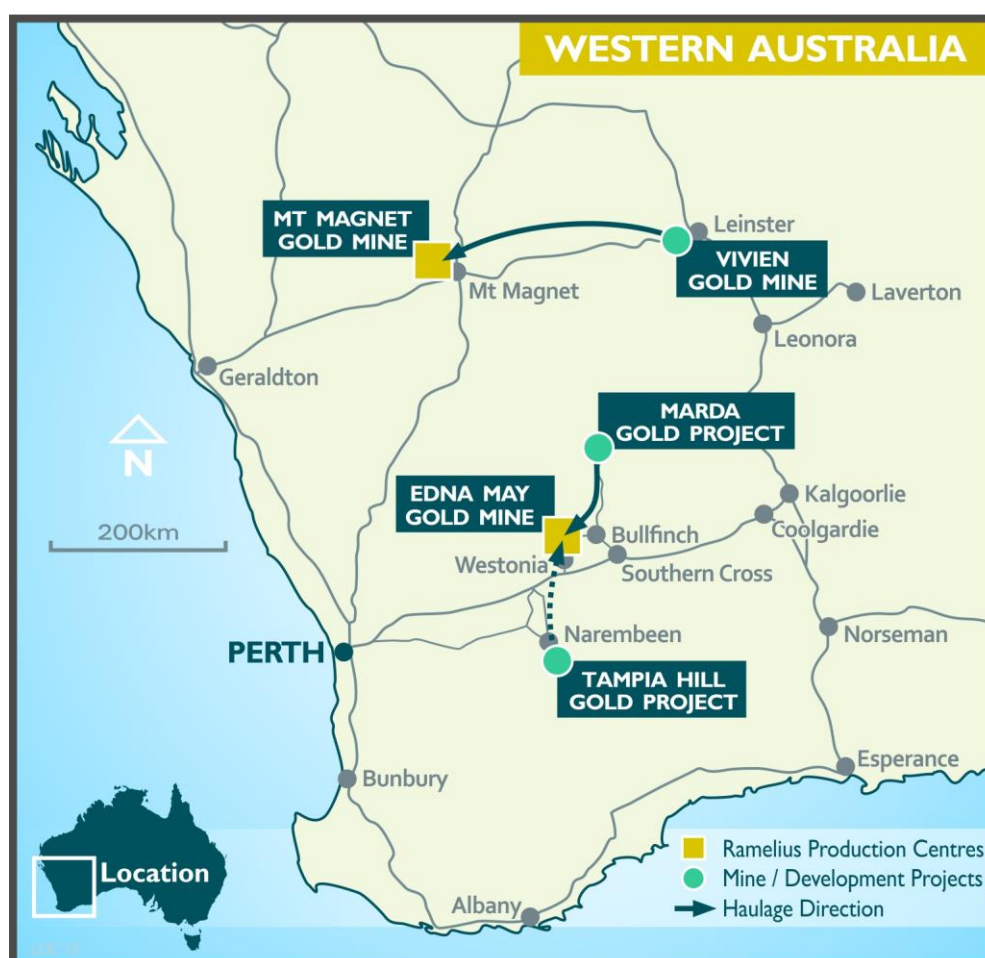 WESTERN AUSTRALIA
MT MAGNET
GOLD MINE
Leinster
VIVIEN
GOLD MINE
Mt Magnet
Laverton
Leonora
Geraldton
MARDA
GOLD PROJECT
N
EDNA MAY
GOLD MINE
Kalgoorlie
200km
Bullfinch
Coolgardie
Westonia
Southern Cross
Narembeen
Norseman
PERTH
TAMPIA HILL
GOLD PROJECT
Esperance
Bunbury
Location
Ramelius Production Centres
Mine / Development Projects
Albany
Haulage Direction